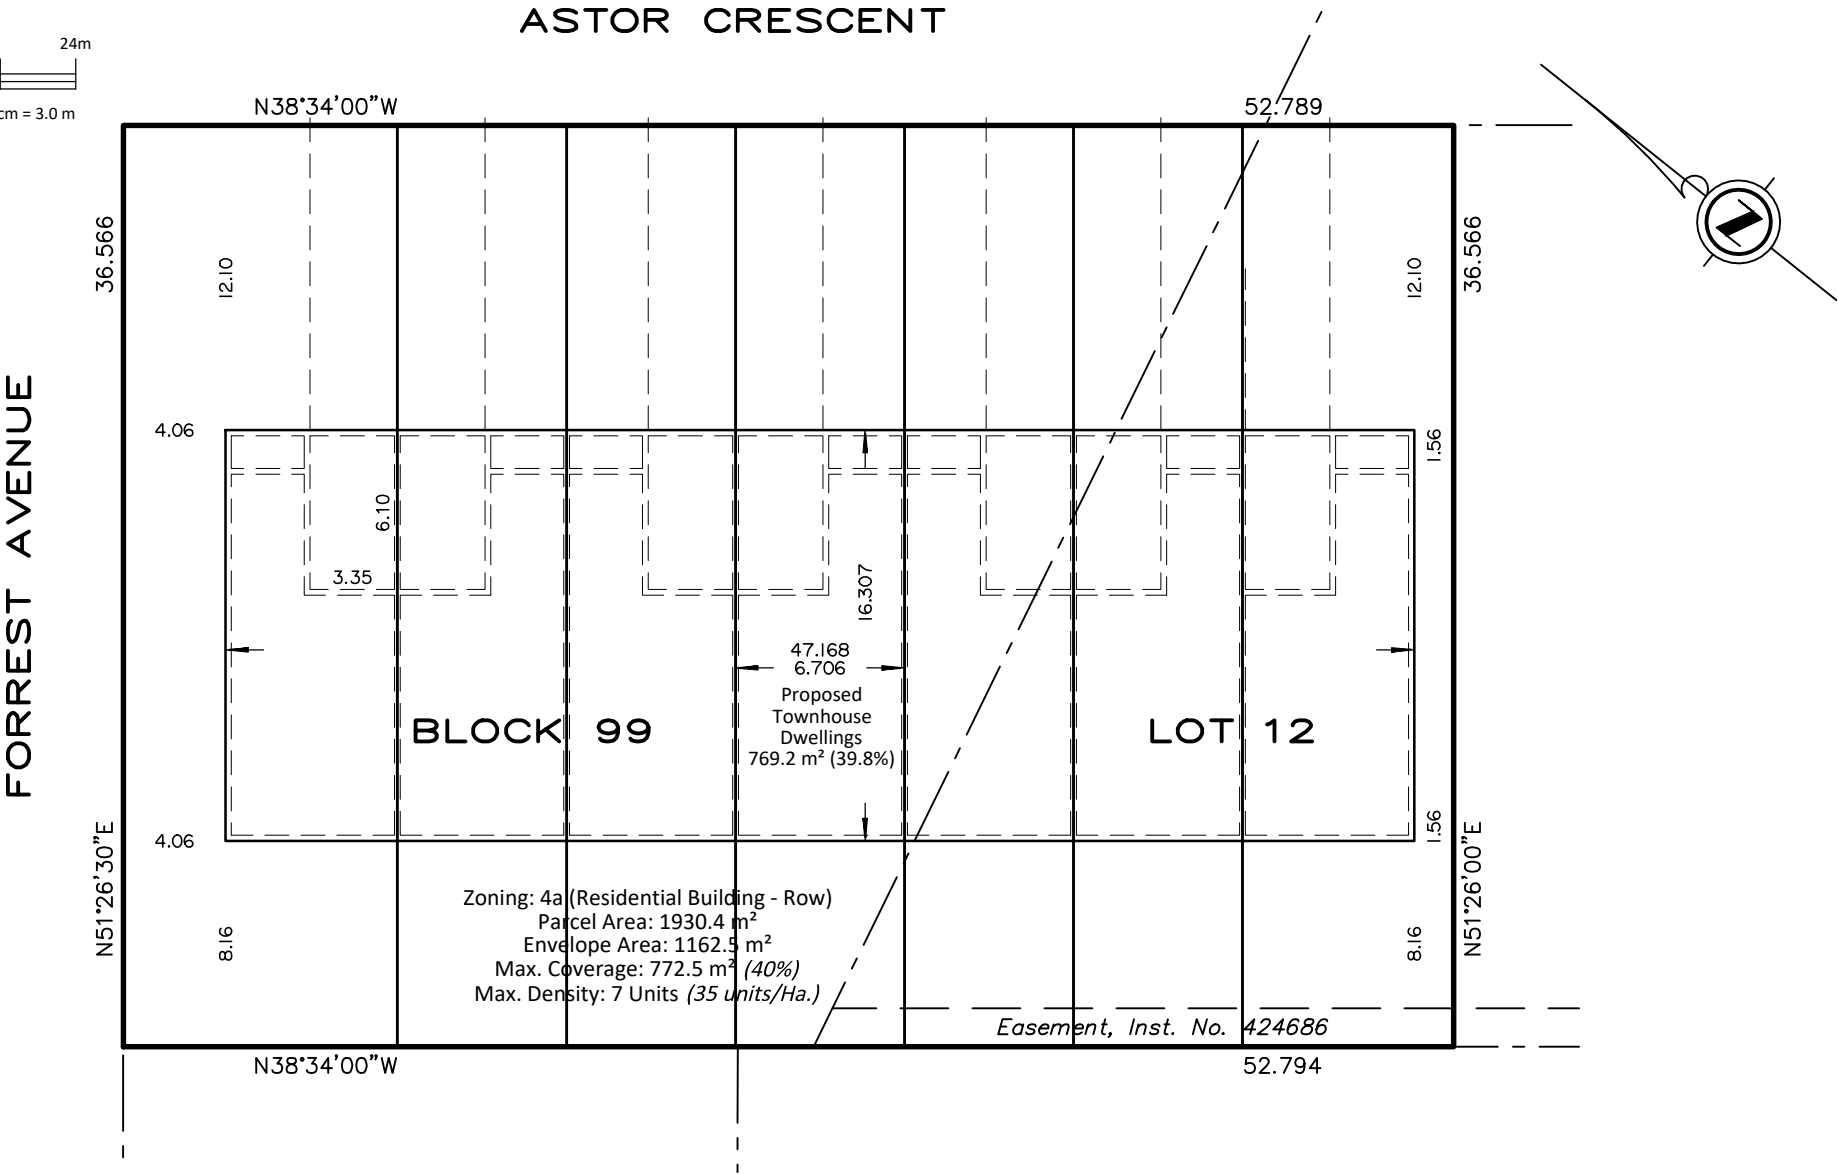 ASTOR CRESCENT
24m
cm = 3.0 m
N38°34'00"W
52.789
36.566
36.566
12.10
12.10
FORREST AVENUE
4.06
1.56
6.10
3.35
16.307
47.168
6.706
Proposed
Townhouse
Dwellings
769.2 m² (39.8%)
BLOCK 99
LOT 12
4.06
1.56
N51°26'30"E
N51°26'00"E
Zoning: 4a (Residential Building - Row)
Parcel Area: 1930.4 m²
Envelope Area: 1162.5 m²
Max. Coverage: 772.5 m² (40%)
Max. Density: 7 Units (35 units/Ha.)
8.16
8.16
Easement, Inst. No. 424686
N38°34'00"W
52.794